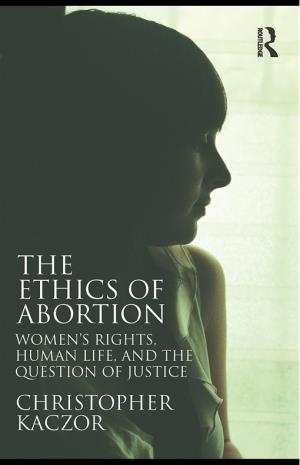 ROUTLEDGE
THE
ETHICS OF
ABORTION
WOMEN'S RIGHTS,
HUMAN LIFE, AND THE
QUESTION OF JUSTICE
CHRISTOPHER
KACZOR